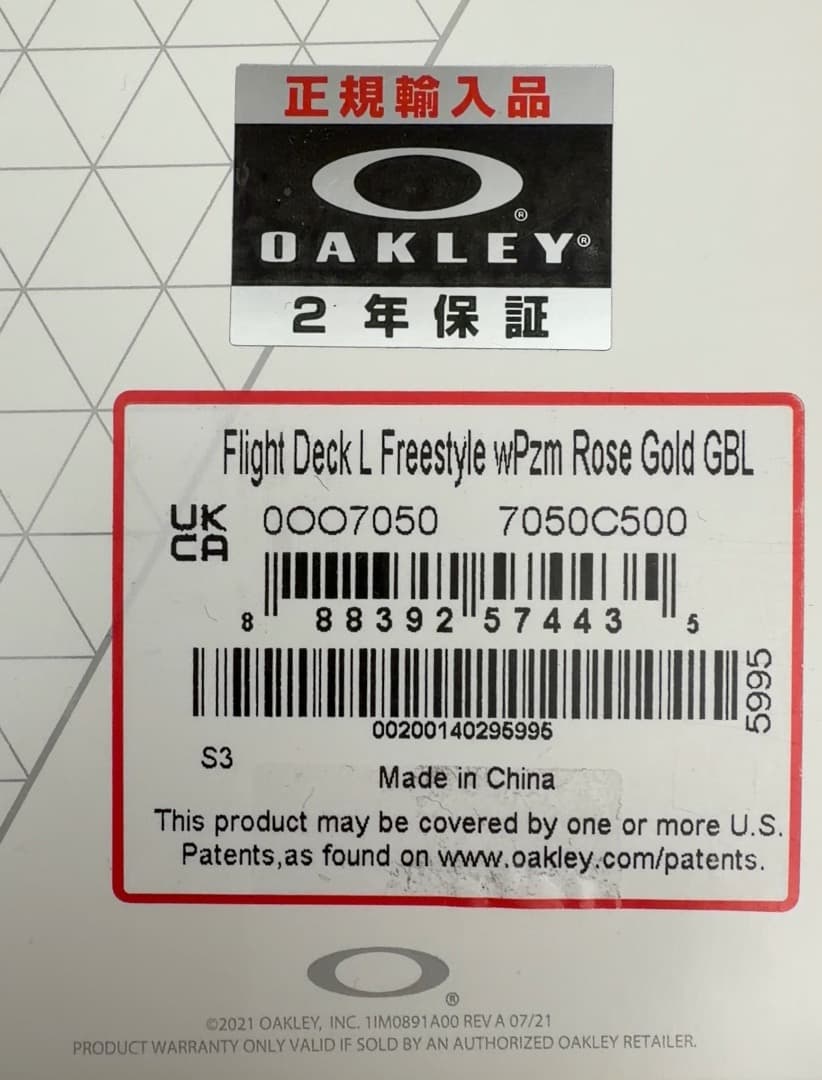 正規輸入品
®
OAKLEY®
2年保証
Flight Deck L Freestyle wPzm Rose Gold GBL
UK
CA
0OO7050 7050C500
8 88392 57443 5
5995
00200140295995
S3
Made in China
This product may be covered by one or more U.S.
Patents,as found on www.oakley.com/patents.
®
©2021 OAKLEY, INC. 1IM0891A00 REV A 07/21
PRODUCT WARRANTY ONLY VALID IF SOLD BY AN AUTHORIZED OAKLEY RETAILER.